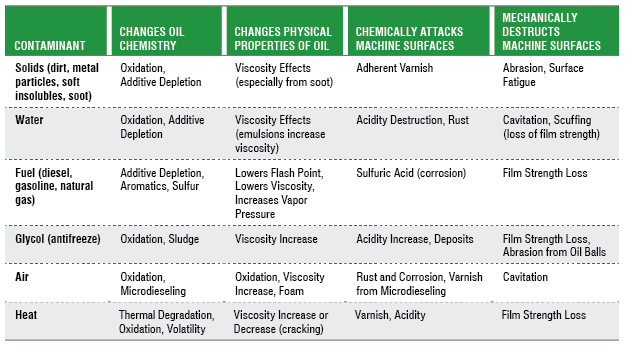 CONTAMINANT
CHANGES OIL
CHEMISTRY
CHANGES PHYSICAL
PROPERTIES OF OIL
CHEMICALLY ATTACKS
MACHINE SURFACES
MECHANICALLY
DESTRUCTS
MACHINE SURFACES
Solids (dirt, metal
particles, soft
insolubles, soot)
Oxidation,
Additive Depletion
Viscosity Effects
(especially from soot)
Adherent Varnish
Abrasion, Surface
Fatigue
Water
Oxidation, Additive
Depletion
Viscosity Effects
(emulsions increase
viscosity)
Acidity Destruction, Rust
Cavitation, Scuffing
(loss of film strength)
Fuel (diesel,
gasoline, natural
gas)
Additive Depletion,
Aromatics, Sulfur
Lowers Flash Point,
Lowers Viscosity,
Increases Vapor
Pressure
Sulfuric Acid (corrosion)
Film Strength Loss
Glycol (antifreeze)
Oxidation, Sludge
Viscosity Increase
Acidity Increase, Deposits
Film Strength Loss,
Abrasion from Oil Balls
Air
Oxidation,
Microdieseling
Oxidation, Viscosity
Increase, Foam
Rust and Corrosion, Varnish
from Microdieseling
Cavitation
Heat
Thermal Degradation,
Oxidation, Volatility
Viscosity Increase or
Decrease (cracking)
Varnish, Acidity
Film Strength Loss